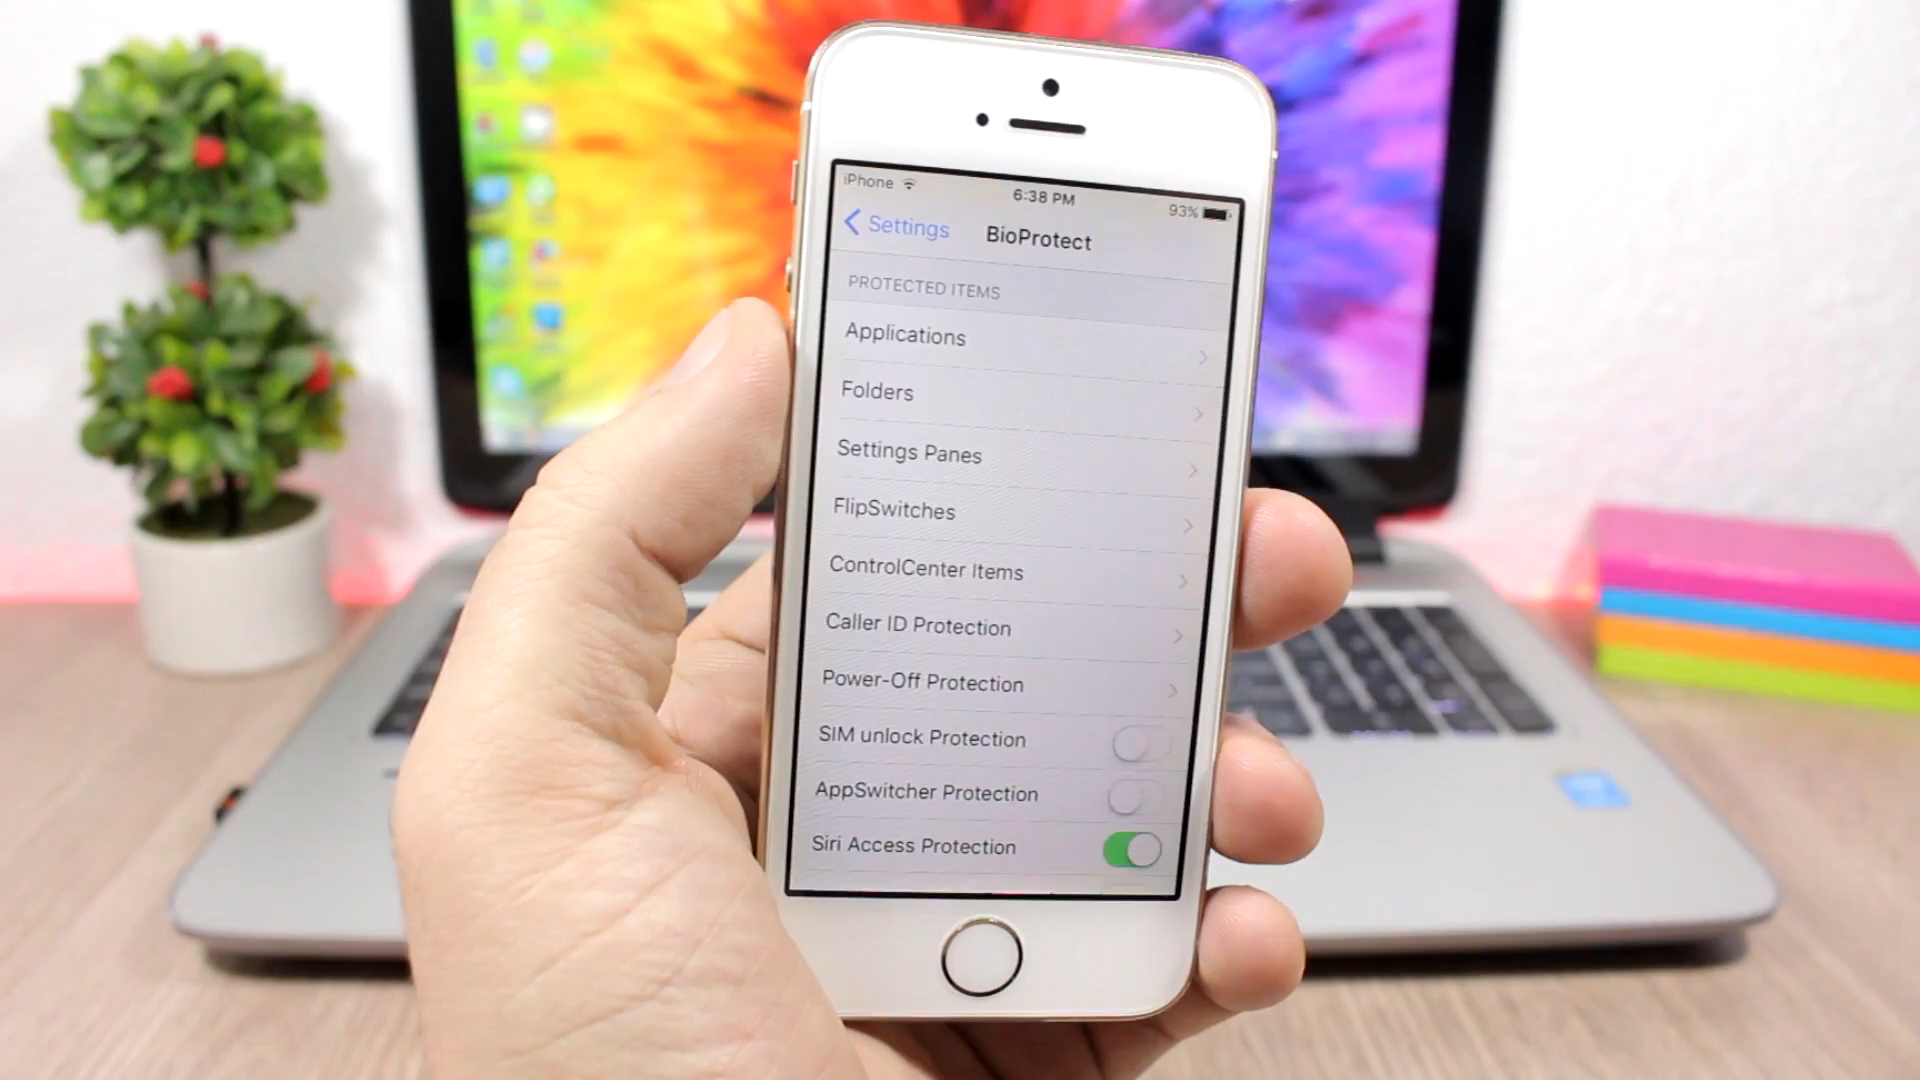 iPhone
6:38 PM
93%
Settings
BioProtect
PROTECTED ITEMS
Applications
Folders
Settings Panes
FlipSwitches
ControlCenter Items
Caller ID Protection
Power-Off Protection
SIM unlock Protection
AppSwitcher Protection
Siri Access Protection